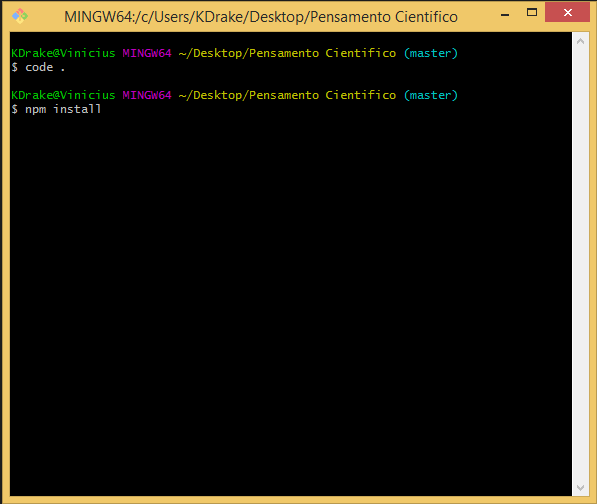 MINGW64:/c/Users/KDrake/Desktop/Pensamento Cientifico
KDrake@Vinicius MINGW64 ~/Desktop/Pensamento Cientifico (master)
$ code .
KDrake@Vinicius MINGW64 ~/Desktop/Pensamento Cientifico (master)
$ npm install